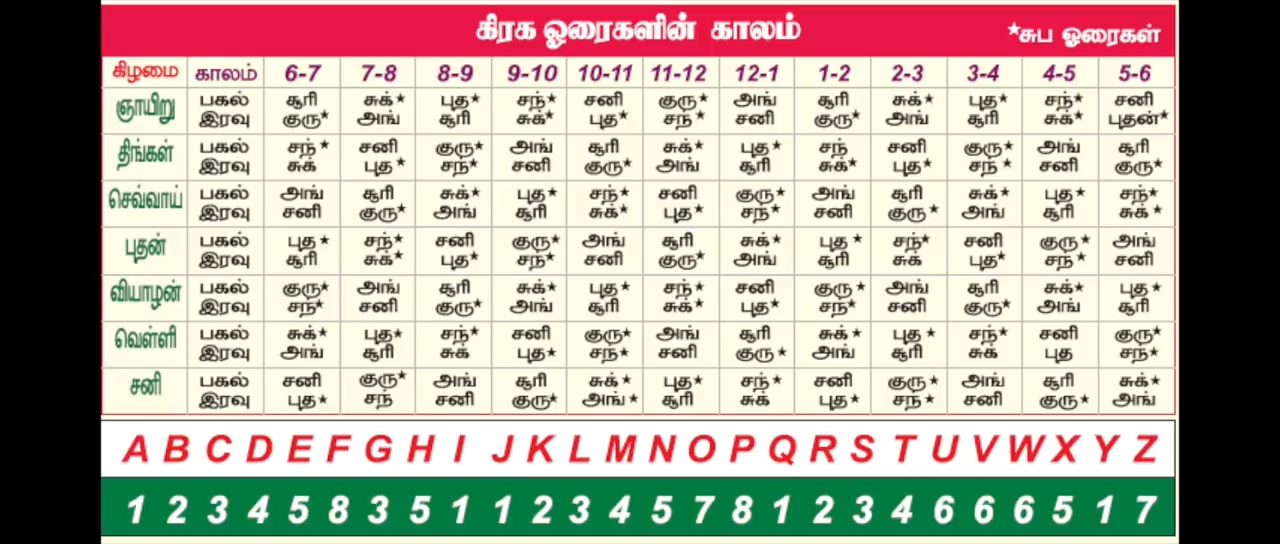 கிரக ஓரைகளின் காலம்
*சுப ஓரைகள்
கிழமை காலம் 6-7 7-8 8-9 9-10 10-11 11-12 12-1 1-2 2-3 3-4 4-5 5-6
ஞாயிறு
பகல் சூரி சுக்* புத* சந்* சனி குரு* அங் சூரி சுக்* புத* சந்* சனி
இரவு குரு* அங் சூரி சுக்* புத* சந்* சனி குரு* அங் சூரி சுக்* புதன்*
திங்கள்
பகல் சந்* சனி குரு* அங் சூரி சுக்* புத* சந் சனி குரு* அங் சூரி
இரவு சுக் புத* சந்* சனி குரு* அங் சூரி சுக்* புத* சந்* சனி குரு*
செவ்வாய்
பகல் அங் சூரி சுக்* புத* சந்* சனி குரு* அங் சூரி சுக்* புத* சந்*
இரவு சனி குரு* அங் சூரி சுக்* புத* சந்* சனி குரு* அங் சூரி சுக்*
புதன்
பகல் புத* சந்* சனி குரு* அங் சூரி சுக்* புத* சந்* சனி குரு* அங்
இரவு சூரி சுக்* புத* சந்* சனி குரு* அங் சூரி சுக் புத* சந்* சனி
வியாழன்
பகல் குரு* அங் சூரி சுக்* புத* சந்* சனி குரு* அங் சூரி சுக்* புத*
இரவு சந்* சனி குரு* அங் சூரி சுக்* புத* சந்* சனி குரு* அங் சூரி
வெள்ளி
பகல் சுக்* புத* சந்* சனி குரு* அங் சூரி சுக்* புத* சந்* சனி குரு*
இரவு அங் சூரி சுக் புத* சந்* சனி குரு* அங் சூரி சுக் புத சந்*
சனி
பகல் சனி குரு* அங் சூரி சுக்* புத* சந்* சனி குரு* அங் சூரி சுக்*
இரவு புத* சந் சனி குரு* அங்* சூரி சுக் புத* சந்* சனி குரு* அங்
A B C D E F G H I J K L M N O P Q R S T U V W X Y Z
1 2 3 4 5 8 3 5 1 1 2 3 4 5 7 8 1 2 3 4 6 6 6 5 1 7